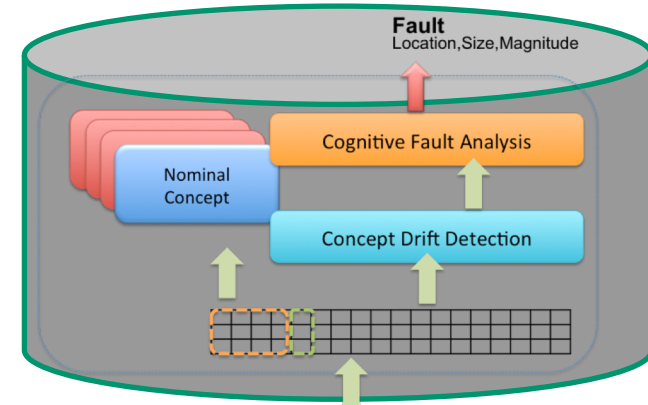 Fault
Location,Size,Magnitude
Cognitive Fault Analysis
Nominal
Concept
Concept Drift Detection